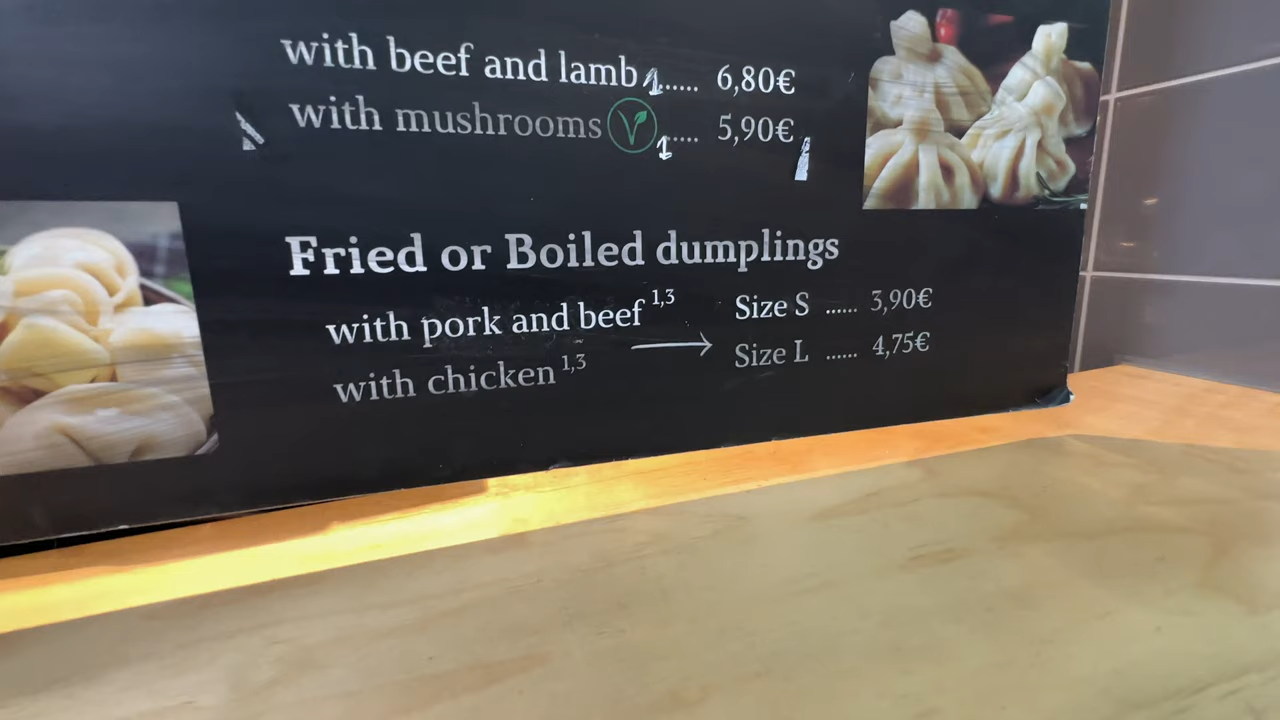 with beef and lamb 1..... 6,80€
with mushrooms V 1..... 5,90€
Fried or Boiled dumplings
with pork and beef 1,3 → Size S ...... 3,90€
with chicken 1,3 Size L ...... 4,75€